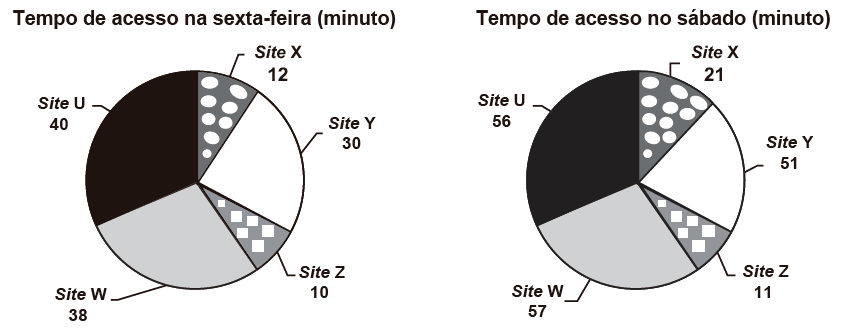 Tempo de acesso na sexta-feira (minuto)
Site X
12
Site U
40
Site Y
30
Site Z
10
Site W
38
Tempo de acesso no sábado (minuto)
Site X
21
Site U
56
Site Y
51
Site Z
11
Site W
57